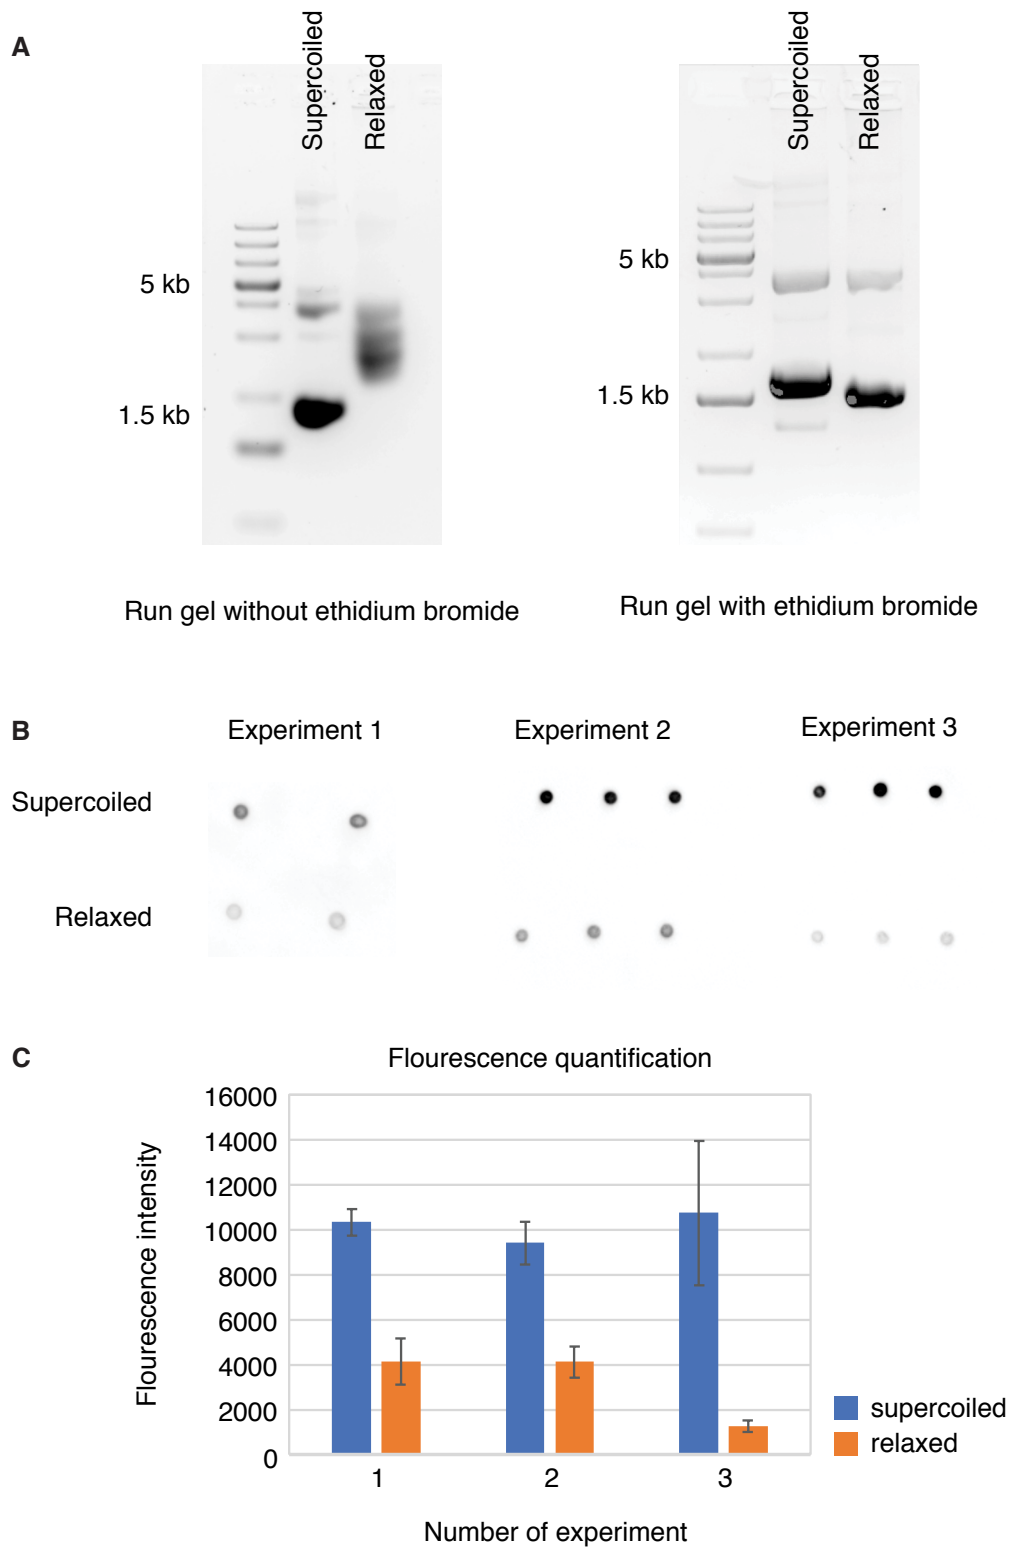 A
Supercoiled
Relaxed
Supercoiled
Relaxed
5 kb
1.5 kb
5 kb
1.5 kb
Run gel without ethidium bromide
Run gel with ethidium bromide
B
Experiment 1
Experiment 2
Experiment 3
Supercoiled
Relaxed
C
Flourescence quantification
Flourescence intensity
16000
14000
12000
10000
8000
6000
4000
2000
0
1
2
3
Number of experiment
supercoiled
relaxed